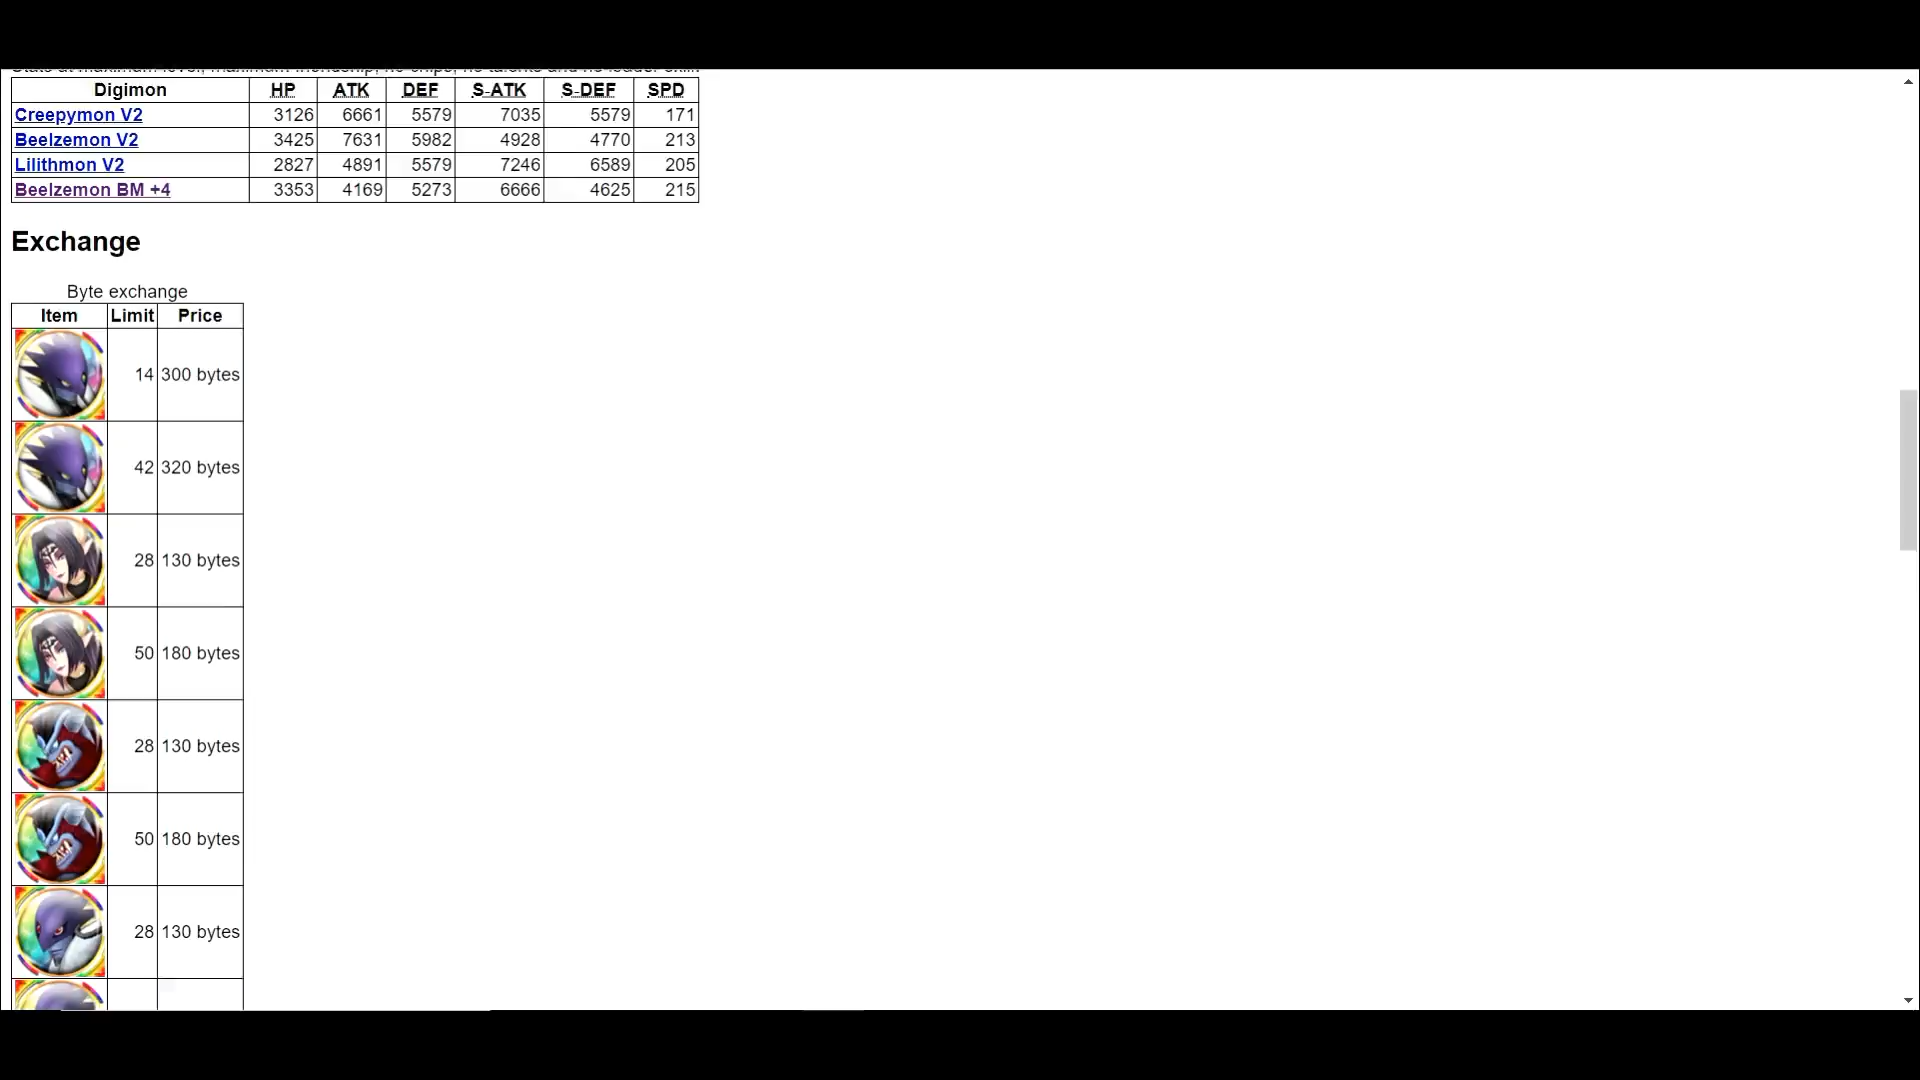 Digimon HP ATK DEF S-ATK S-DEF SPD
Creepymon V2 3126 6661 5579 7035 5579 171
Beelzemon V2 3425 7631 5982 4928 4770 213
Lilithmon V2 2827 4891 5579 7246 6589 205
Beelzemon BM +4 3353 4169 5273 6666 4625 215
Exchange
Byte exchange
Item Limit Price
14 300 bytes
42 320 bytes
28 130 bytes
50 180 bytes
28 130 bytes
50 180 bytes
28 130 bytes